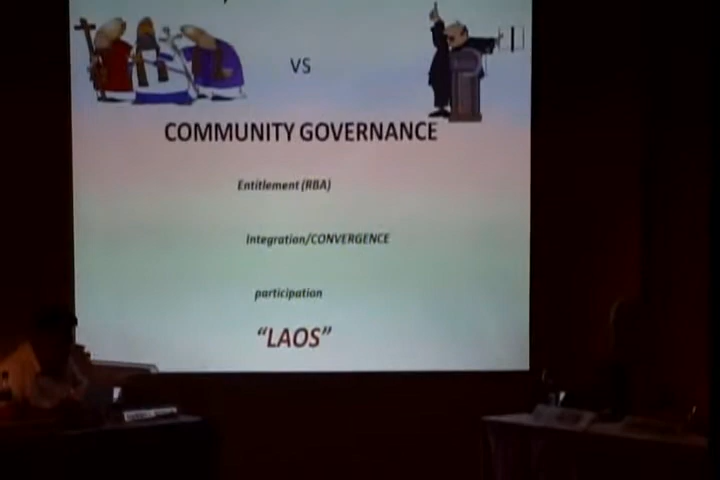 VS
COMMUNITY GOVERNANCE
Entitlement (RBA)
Integration/CONVERGENCE
participation
"LAOS"